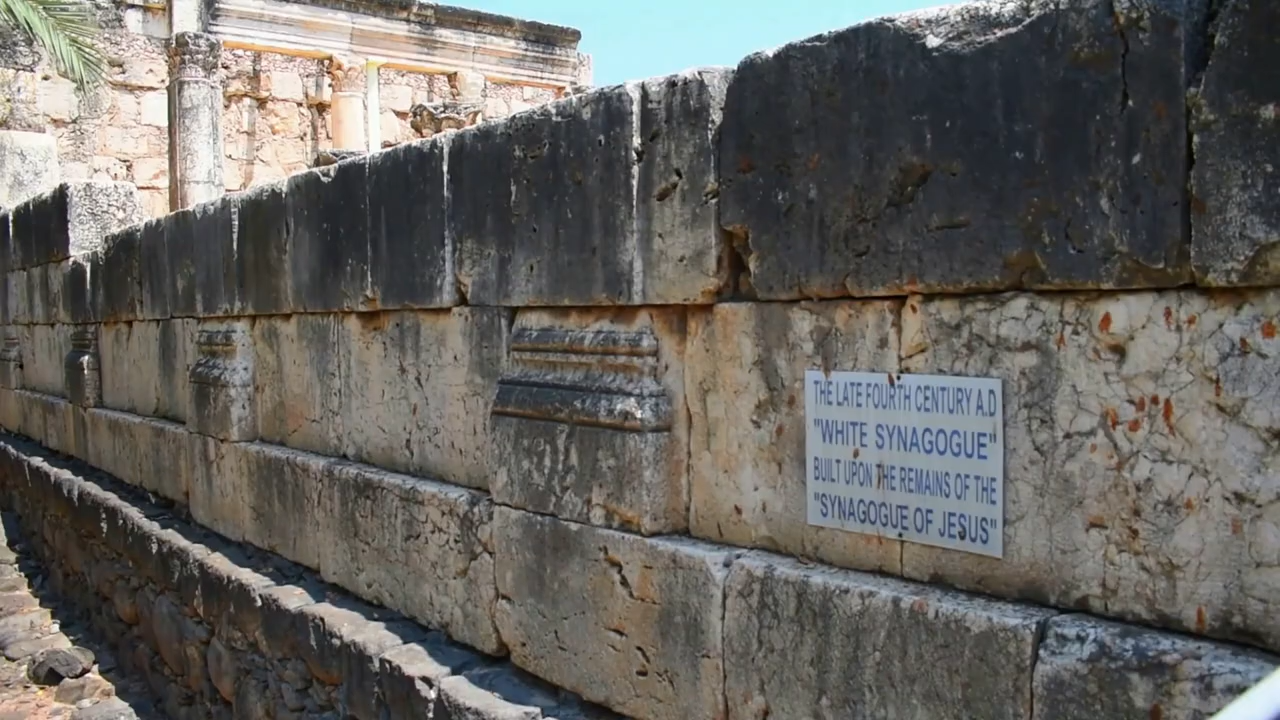 THE LATE FOURTH CENTURY A.D
"WHITE SYNAGOGUE"
BUILT UPON THE REMAINS OF THE
"SYNAGOGUE OF JESUS"